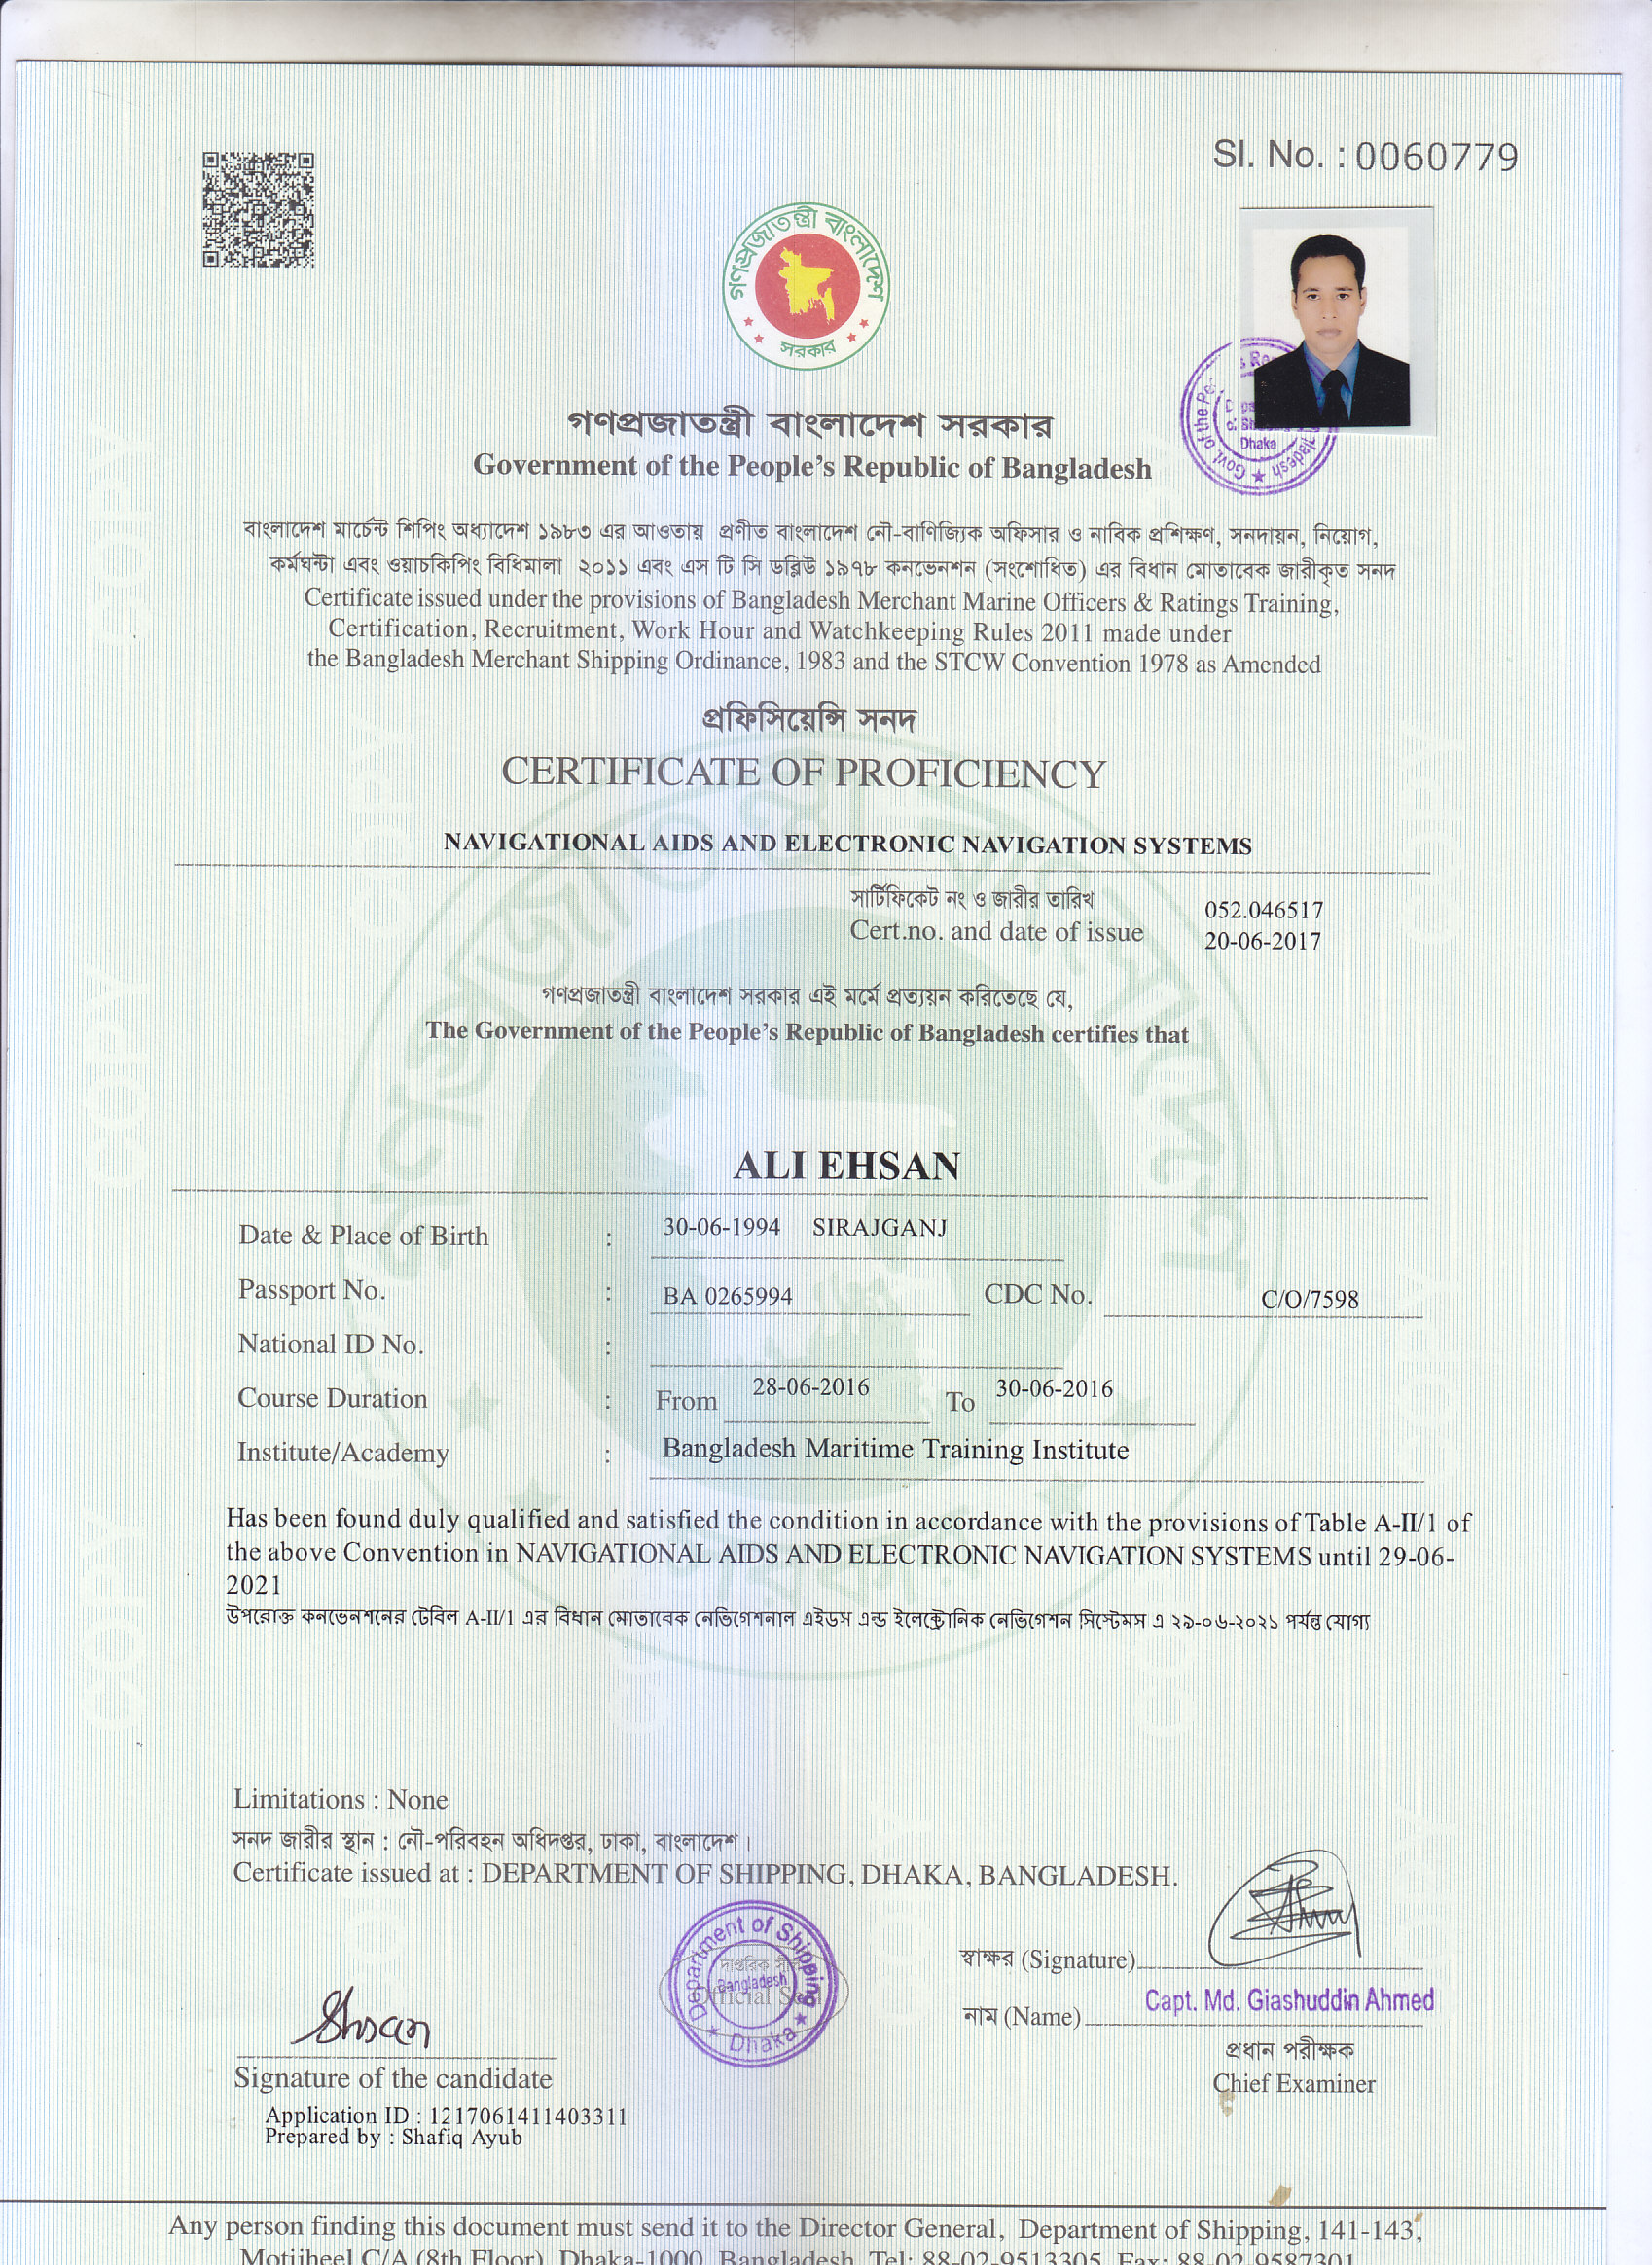 Sl. No. : 0060779
গণপ্রজাতন্ত্রী বাংলাদেশ
সরকার
Dhaka
গণপ্রজাতন্ত্রী বাংলাদেশ সরকার
Government of the People's Republic of Bangladesh
বাংলাদেশ মার্চেন্ট শিপিং অধ্যাদেশ ১৯৮৩ এর আওতায় প্রণীত বাংলাদেশ নৌ-বাণিজ্যিক অফিসার ও নাবিক প্রশিক্ষণ, সনদায়ন, নিয়োগ,
কর্মঘন্টা এবং ওয়াচকিপিং বিধিমালা ২০১১ এবং এস টি সি ডব্লিউ ১৯৭৮ কনভেনশন (সংশোধিত) এর বিধান মোতাবেক জারীকৃত সনদ
Certificate issued under the provisions of Bangladesh Merchant Marine Officers & Ratings Training,
Certification, Recruitment, Work Hour and Watchkeeping Rules 2011 made under
the Bangladesh Merchant Shipping Ordinance, 1983 and the STCW Convention 1978 as Amended
প্রফিসিয়েন্সি সনদ
CERTIFICATE OF PROFICIENCY
NAVIGATIONAL AIDS AND ELECTRONIC NAVIGATION SYSTEMS
সার্টিফিকেট নং ও জারীর তারিখ 052.046517
Cert.no. and date of issue 20-06-2017
গণপ্রজাতন্ত্রী বাংলাদেশ সরকার এই মর্মে প্রত্যয়ন করিতেছে যে,
The Government of the People's Republic of Bangladesh certifies that
ALI EHSAN
Date & Place of Birth : 30-06-1994 SIRAJGANJ
Passport No. : BA 0265994 CDC No. C/O/7598
National ID No. :
Course Duration : From 28-06-2016 To 30-06-2016
Institute/Academy : Bangladesh Maritime Training Institute
Has been found duly qualified and satisfied the condition in accordance with the provisions of Table A-II/1 of
the above Convention in NAVIGATIONAL AIDS AND ELECTRONIC NAVIGATION SYSTEMS until 29-06-
2021
উপরোক্ত কনভেনশনের টেবিল A-II/1 এর বিধান মোতাবেক নেভিগেশনাল এইডস এন্ড ইলেক্ট্রোনিক নেভিগেশন সিস্টেমস এ ২৯-০৬-২০২১ পর্যন্ত যোগ্য
Limitations : None
সনদ জারীর স্থান : নৌ-পরিবহন অধিদপ্তর, ঢাকা, বাংলাদেশ।
Certificate issued at : DEPARTMENT OF SHIPPING, DHAKA, BANGLADESH.
Department of Shipping
Bangladesh
Official Seal
Dhaka
স্বাক্ষর (Signature)
নাম (Name) Capt. Md. Giashuddin Ahmed
প্রধান পরীক্ষক
Chief Examiner
Ehsan
Signature of the candidate
Application ID : 1217061411403311
Prepared by : Shafiq Ayub
Any person finding this document must send it to the Director General, Department of Shipping, 141-143,
Motijheel C/A (8th Floor), Dhaka-1000, Bangladesh, Tel: 88-02-9513305, Fax: 88-02-9587301